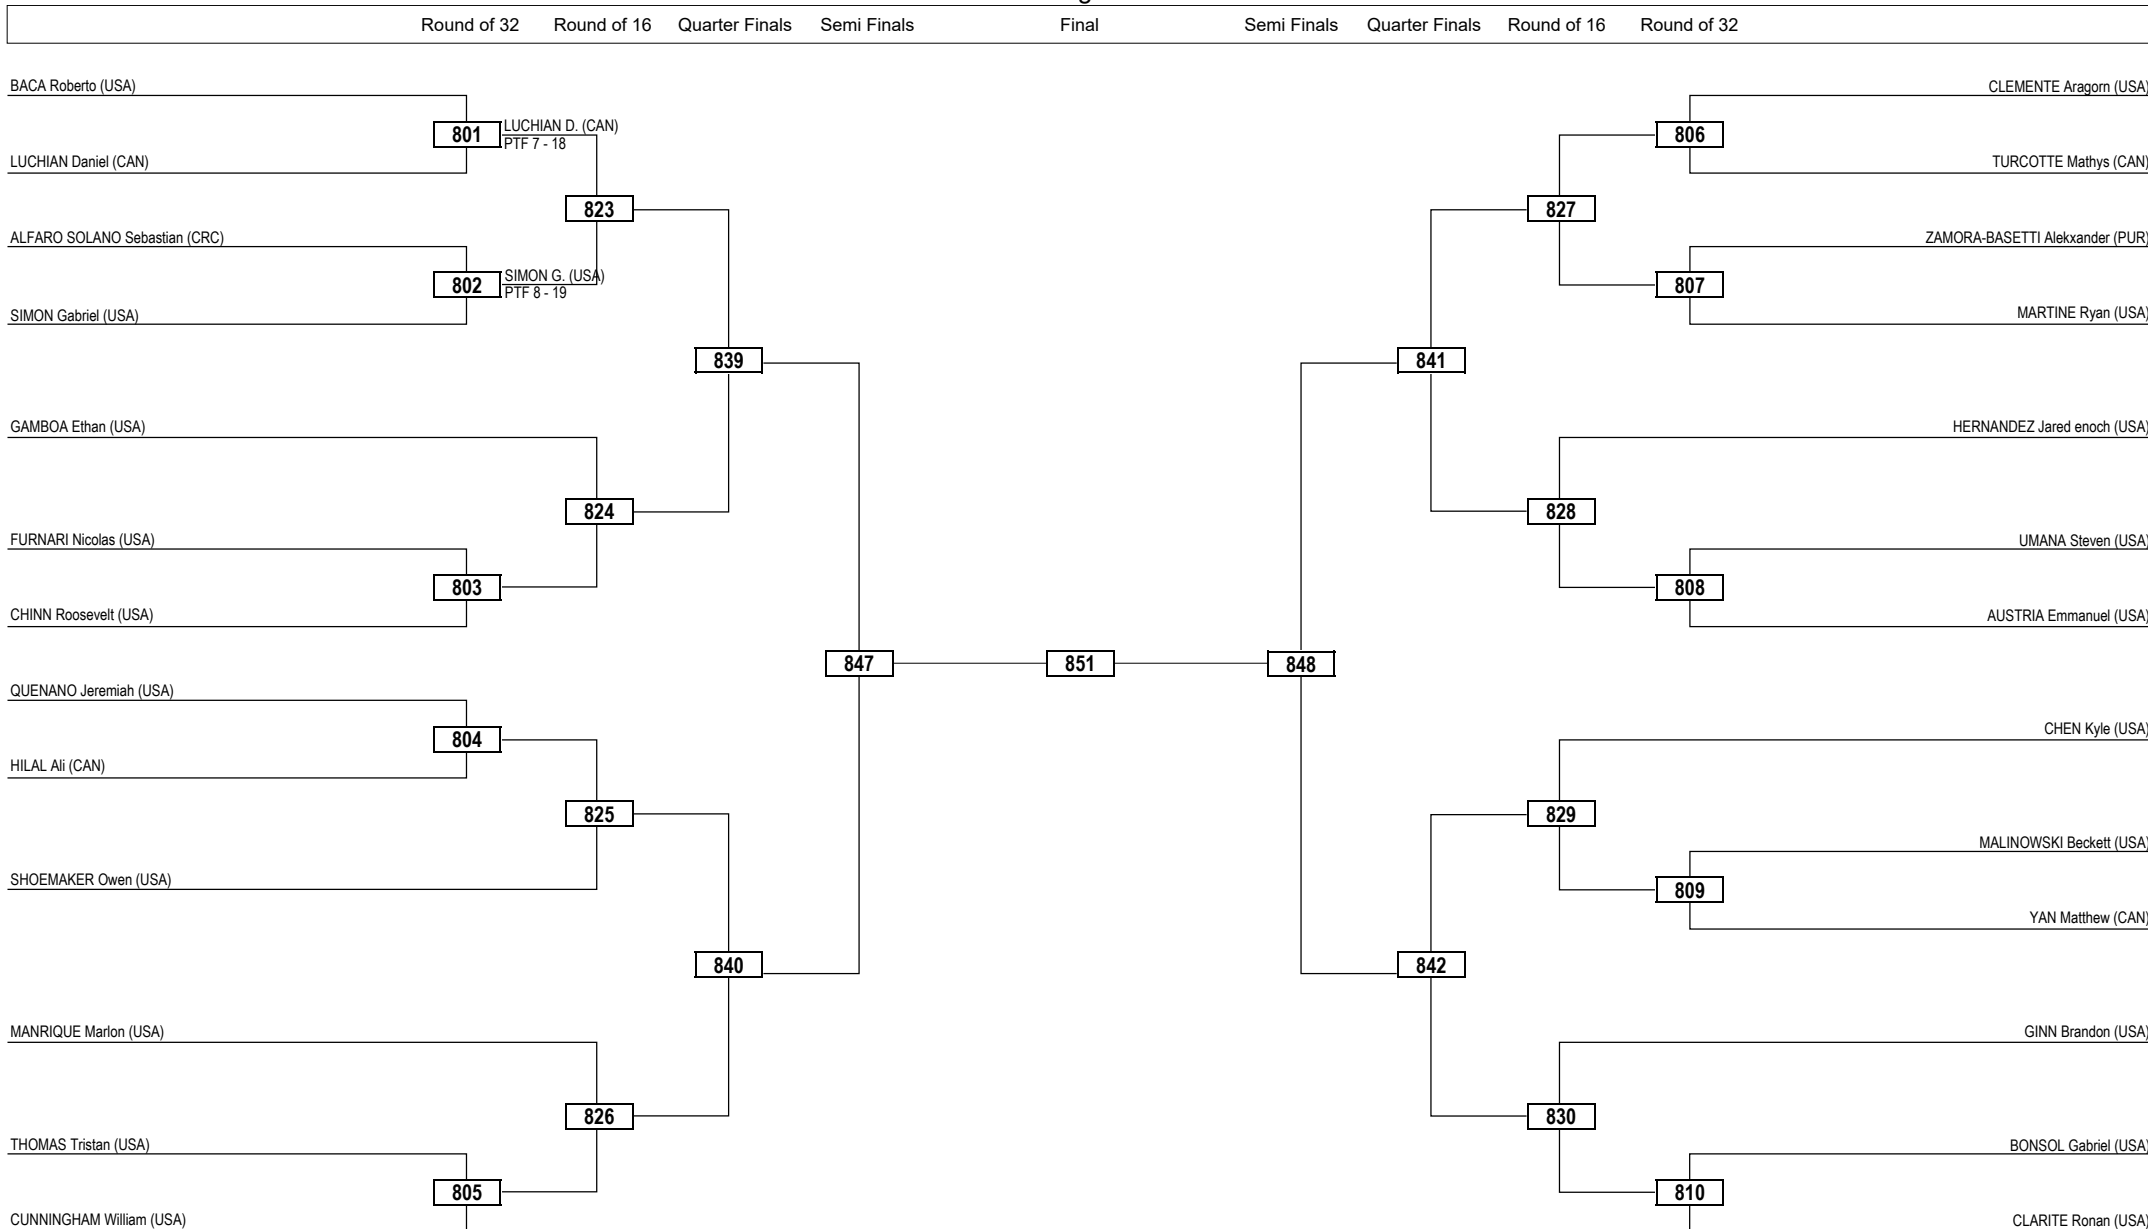 Round of 32 Round of 16 Quarter Finals Semi Finals Final Semi Finals Quarter Finals Round of 16 Round of 32
BACA Roberto (USA) CLEMENTE Aragorn (USA)
801 LUCHIAN D. (CAN) 806
PTF 7 - 18
LUCHIAN Daniel (CAN) TURCOTTE Mathys (CAN)
823 827
ALFARO SOLANO Sebastian (CRC) ZAMORA-BASETTI Alekxander (PUR)
802 SIMON G. (USA) 807
PTF 8 - 19
SIMON Gabriel (USA) MARTINE Ryan (USA)
839 841
GAMBOA Ethan (USA) HERNANDEZ Jared enoch (USA)
824 828
FURNARI Nicolas (USA) UMANA Steven (USA)
803 808
CHINN Roosevelt (USA) AUSTRIA Emmanuel (USA)
847 851 848
QUENANO Jeremiah (USA)
CHEN Kyle (USA)
804
HILAL Ali (CAN)
825 829
MALINOWSKI Beckett (USA)
SHOEMAKER Owen (USA) 809
YAN Matthew (CAN)
840 842
MANRIQUE Marlon (USA) GINN Brandon (USA)
826 830
THOMAS Tristan (USA) BONSOL Gabriel (USA)
805 810
CUNNINGHAM William (USA) CLARITE Ronan (USA)